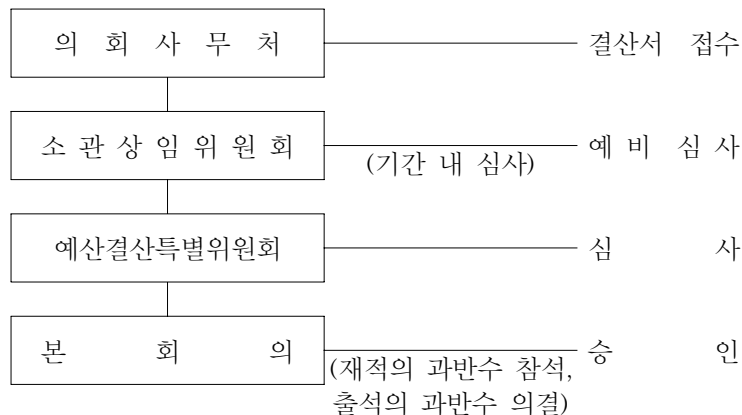 의 회 사 무 처 결산서 접수
소 관 상 임 위 원 회 (기간 내 심사) 예 비 심 사
예산결산특별위원회 심 사
본 회 의 (재적의 과반수 참석, 승 인
출석의 과반수 의결)